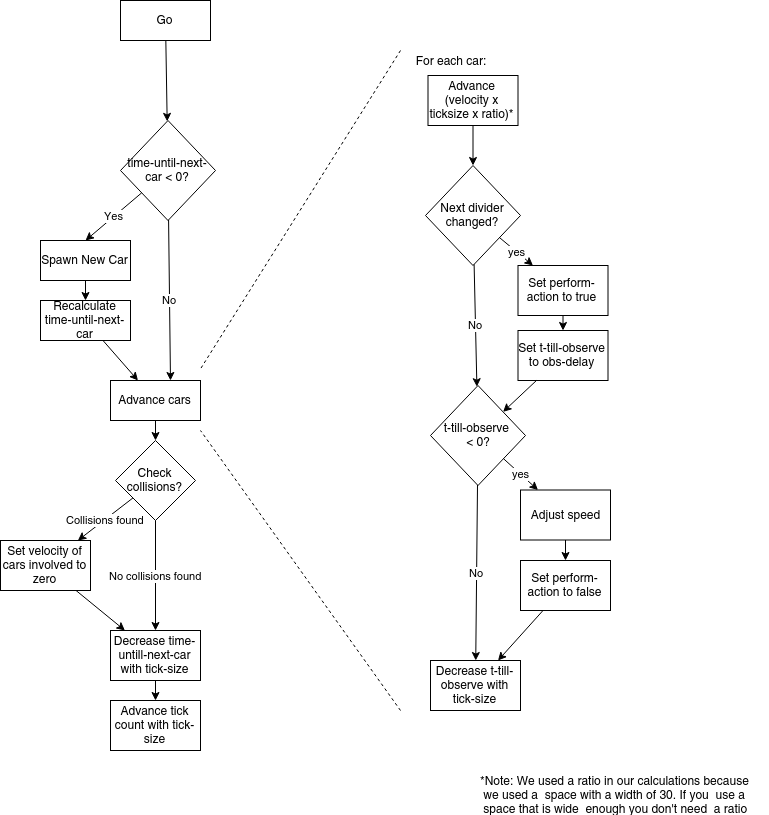 Go
time-until-next-
car < 0?
Yes
Spawn New Car
Recalculate
time-until-next-
car
No
Advance cars
Check
collisions?
Collisions found
Set velocity of
cars involved to
zero
No collisions found
Decrease time-
untill-next-car
with tick-size
Advance tick
count with tick-
size
For each car:
Advance
(velocity x
ticksize x ratio)*
Next divider
changed?
yes
Set perform-
action to true
Set t-till-observe
to obs-delay
No
t-till-observe
< 0?
yes
Adjust speed
Set perform-
action to false
No
Decrease t-till-
observe with
tick-size
*Note: We used a ratio in our calculations because
we used a space with a width of 30. If you use a
space that is wide enough you don't need a ratio